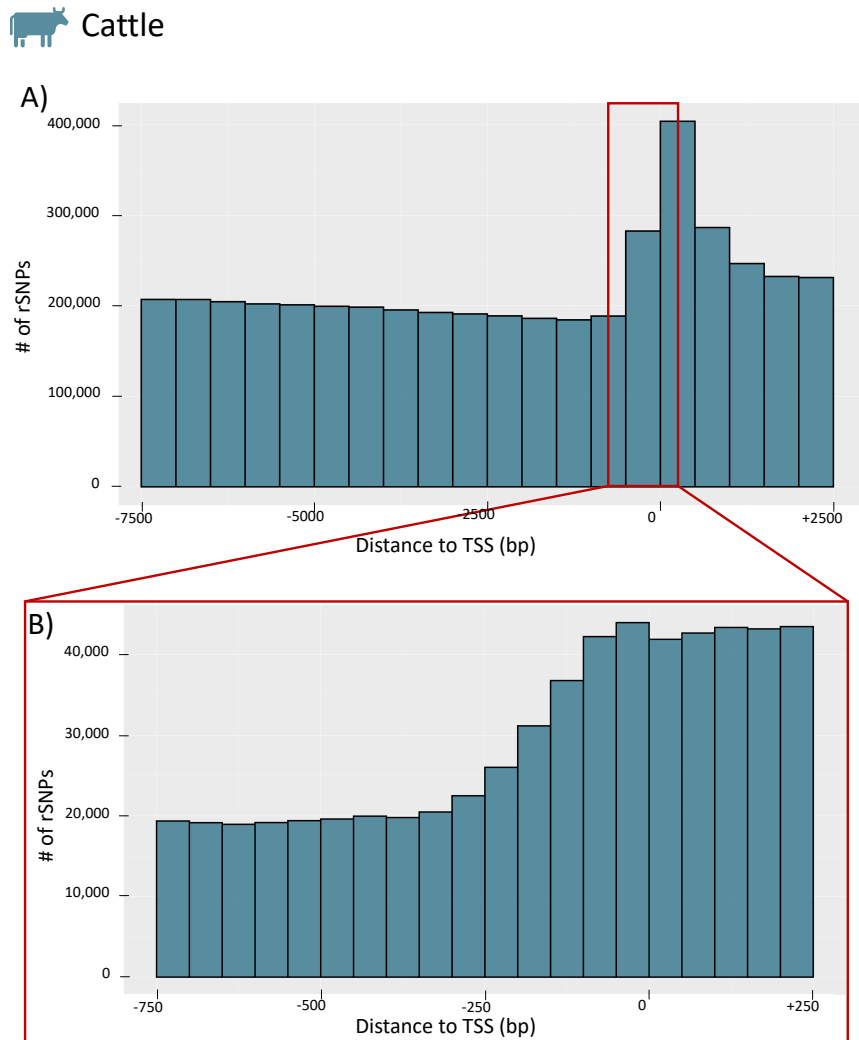 Cattle
A)
400,000
300,000
200,000
100,000
0
# of rSNPs
-7500 -5000 -2500 0 +2500
Distance to TSS (bp)
B)
40,000
30,000
20,000
10,000
0
# of rSNPs
-750 -500 -250 0 +250
Distance to TSS (bp)